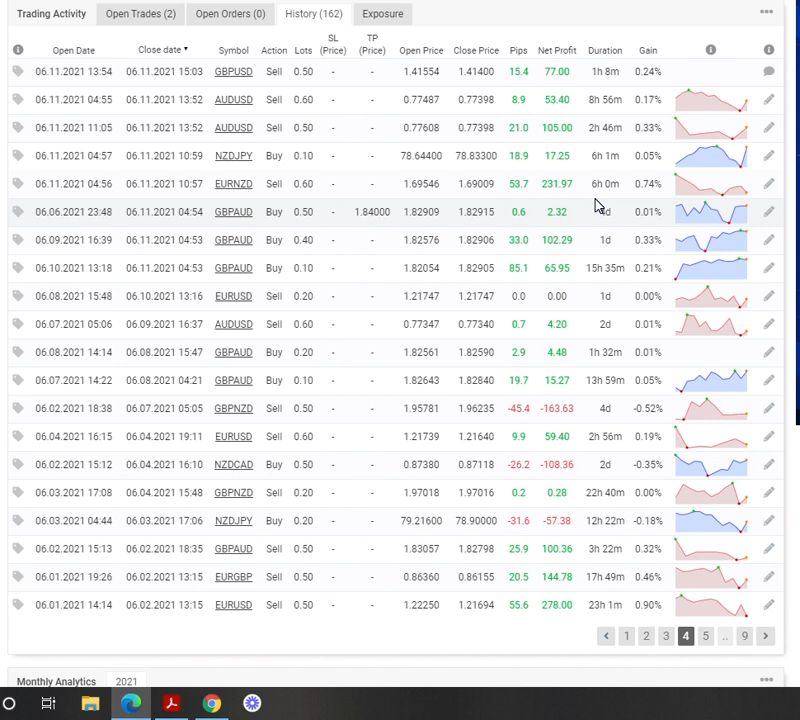 Trading Activity Open Trades (2) Open Orders (0) History (162) Exposure
Open Date Close date Symbol Action Lots SL (Price) TP (Price) Open Price Close Price Pips Net Profit Duration Gain
06.11.2021 13:54 06.11.2021 15:03 GBPUSD Sell 0.50 - - 1.41554 1.41400 15.4 77.00 1h 8m 0.24%
06.11.2021 04:55 06.11.2021 13:52 AUDUSD Sell 0.60 - - 0.77487 0.77398 8.9 53.40 8h 56m 0.17%
06.11.2021 11:05 06.11.2021 13:52 AUDUSD Sell 0.50 - - 0.77608 0.77398 21.0 105.00 2h 46m 0.33%
06.11.2021 04:57 06.11.2021 10:59 NZDJPY Buy 0.10 - - 78.64400 78.83300 18.9 17.25 6h 1m 0.05%
06.11.2021 04:56 06.11.2021 10:57 EURNZD Sell 0.60 - - 1.69546 1.69009 53.7 231.97 6h 0m 0.74%
06.06.2021 23:48 06.11.2021 04:54 GBPAUD Buy 0.50 - 1.84000 1.82909 1.82915 0.6 2.32 d 0.01%
06.09.2021 16:39 06.11.2021 04:53 GBPAUD Buy 0.40 - - 1.82576 1.82906 33.0 102.29 1d 0.33%
06.10.2021 13:18 06.11.2021 04:53 GBPAUD Buy 0.10 - - 1.82054 1.82905 85.1 65.95 15h 35m 0.21%
06.08.2021 15:48 06.10.2021 13:16 EURUSD Sell 0.20 - - 1.21747 1.21747 0.0 0.00 1d 0.00%
06.07.2021 05:06 06.09.2021 16:37 AUDUSD Sell 0.60 - - 0.77347 0.77340 0.7 4.20 2d 0.01%
06.08.2021 14:14 06.08.2021 15:47 GBPAUD Buy 0.20 - - 1.82561 1.82590 2.9 4.48 1h 32m 0.01%
06.07.2021 14:22 06.08.2021 04:21 GBPAUD Buy 0.10 - - 1.82643 1.82840 19.7 15.27 13h 59m 0.05%
06.02.2021 18:38 06.07.2021 05:05 GBPNZD Sell 0.50 - - 1.95781 1.96235 -45.4 -163.63 4d -0.52%
06.04.2021 16:15 06.04.2021 19:11 EURUSD Sell 0.60 - - 1.21739 1.21640 9.9 59.40 2h 56m 0.19%
06.02.2021 15:12 06.04.2021 16:10 NZDCAD Buy 0.50 - - 0.87380 0.87118 -26.2 -108.36 2d -0.35%
06.03.2021 17:08 06.04.2021 15:48 GBPNZD Sell 0.20 - - 1.97018 1.97016 0.2 0.28 22h 40m 0.00%
06.03.2021 04:44 06.03.2021 17:06 NZDJPY Buy 0.20 - - 79.21600 78.90000 -31.6 -57.38 12h 22m -0.18%
06.02.2021 15:13 06.02.2021 18:35 GBPAUD Sell 0.50 - - 1.83057 1.82798 25.9 100.36 3h 22m 0.32%
06.01.2021 19:26 06.02.2021 13:15 EURGBP Sell 0.50 - - 0.86360 0.86155 20.5 144.78 17h 49m 0.46%
06.01.2021 14:14 06.02.2021 13:15 EURUSD Sell 0.50 - - 1.22250 1.21694 55.6 278.00 23h 1m 0.90%
1 2 3 4 5 .. 9
Monthly Analytics 2021